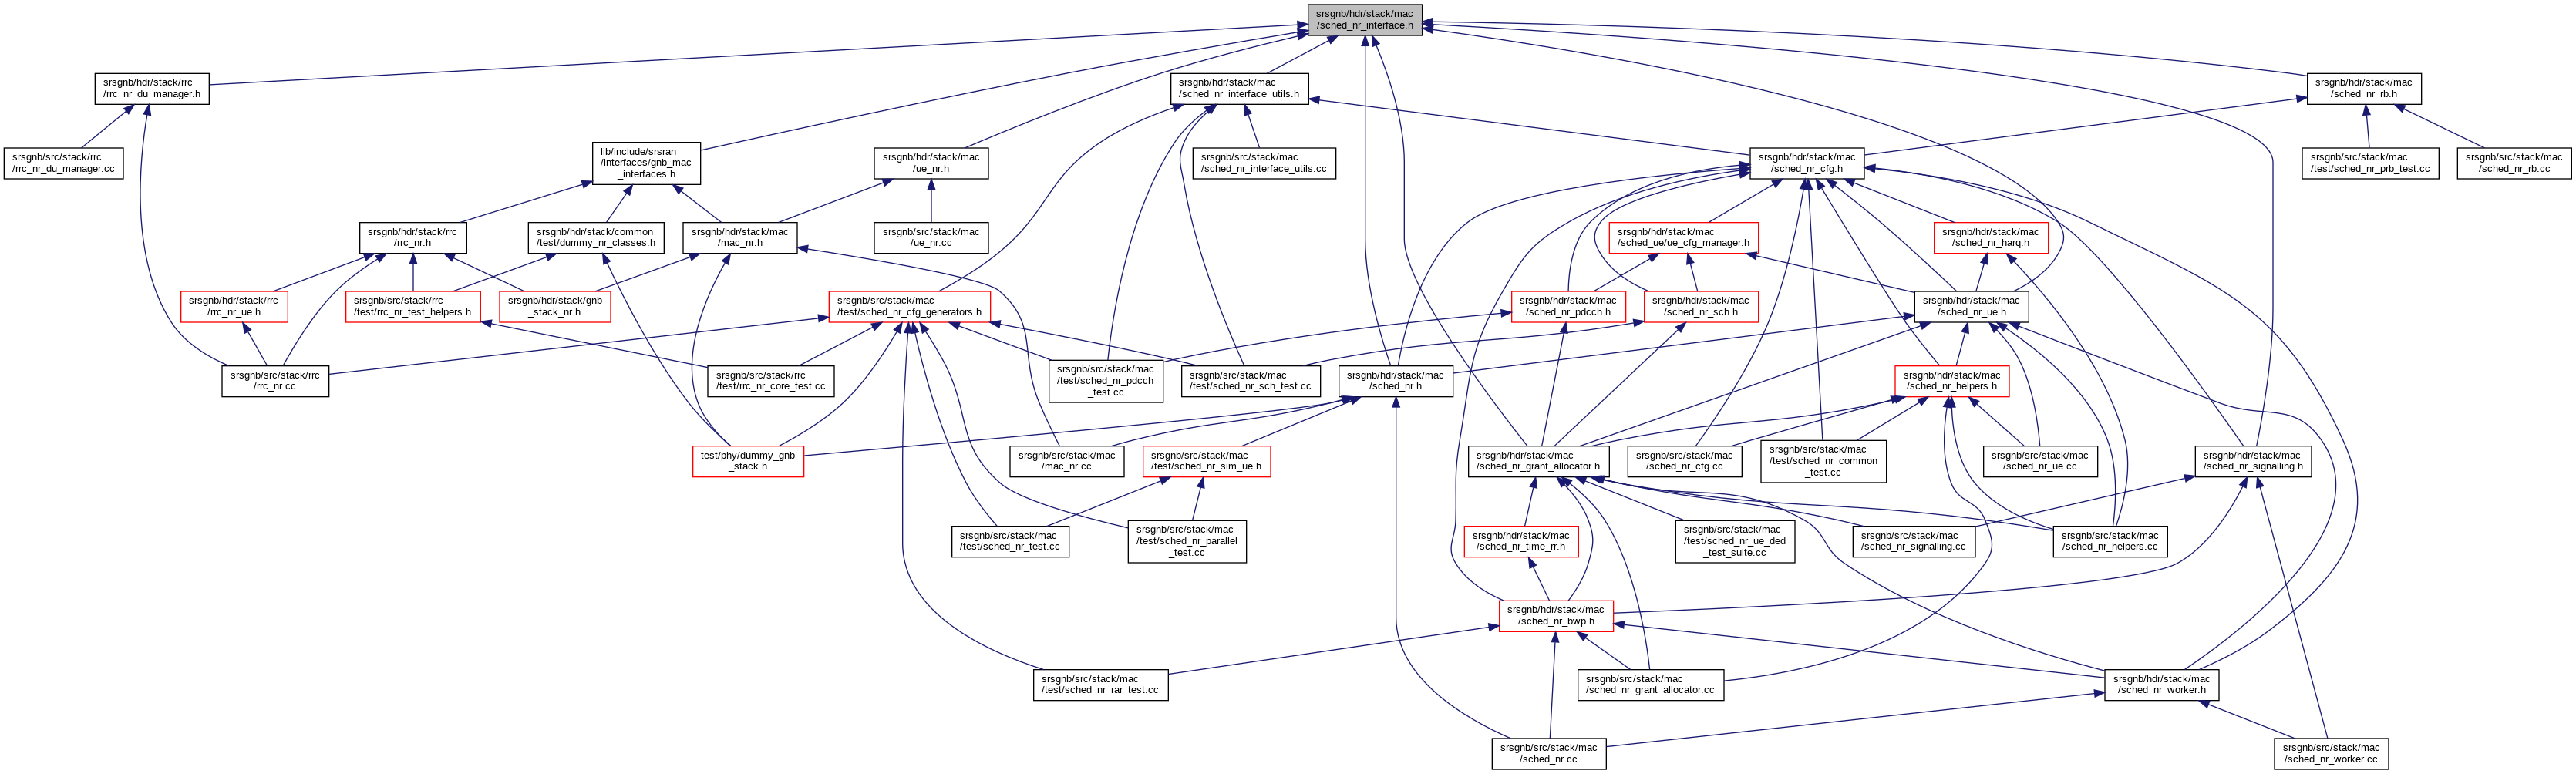 srsgnb/hdr/stack/mac
/sched_nr_interface.h
srsgnb/hdr/stack/rrc
/rrc_nr_du_manager.h
srsgnb/hdr/stack/mac
/sched_nr_interface_utils.h
srsgnb/hdr/stack/mac
/sched_nr_rb.h
srsgnb/src/stack/rrc
/rrc_nr_du_manager.cc
lib/include/srsran
/interfaces/gnb_mac
_interfaces.h
srsgnb/hdr/stack/mac
/ue_nr.h
srsgnb/src/stack/mac
/sched_nr_interface_utils.cc
srsgnb/hdr/stack/mac
/sched_nr_cfg.h
srsgnb/src/stack/mac
/test/sched_nr_prb_test.cc
srsgnb/src/stack/mac
/sched_nr_rb.cc
srsgnb/hdr/stack/rrc
/rrc_nr.h
srsgnb/hdr/stack/common
/test/dummy_nr_classes.h
srsgnb/hdr/stack/mac
/mac_nr.h
srsgnb/src/stack/mac
/ue_nr.cc
srsgnb/hdr/stack/mac
/sched_ue/ue_cfg_manager.h
srsgnb/hdr/stack/mac
/sched_nr_harq.h
srsgnb/hdr/stack/rrc
/rrc_nr_ue.h
srsgnb/src/stack/rrc
/test/rrc_nr_test_helpers.h
srsgnb/hdr/stack/gnb
_stack_nr.h
srsgnb/src/stack/mac
/test/sched_nr_cfg_generators.h
srsgnb/hdr/stack/mac
/sched_nr_pdcch.h
srsgnb/hdr/stack/mac
/sched_nr_sch.h
srsgnb/hdr/stack/mac
/sched_nr_ue.h
srsgnb/src/stack/rrc
/rrc_nr.cc
srsgnb/src/stack/rrc
/test/rrc_nr_core_test.cc
srsgnb/src/stack/mac
/test/sched_nr_pdcch
_test.cc
srsgnb/src/stack/mac
/test/sched_nr_sch_test.cc
srsgnb/hdr/stack/mac
/sched_nr.h
srsgnb/hdr/stack/mac
/sched_nr_helpers.h
test/phy/dummy_gnb
_stack.h
srsgnb/src/stack/mac
/mac_nr.cc
srsgnb/src/stack/mac
/test/sched_nr_sim_ue.h
srsgnb/hdr/stack/mac
/sched_nr_grant_allocator.h
srsgnb/src/stack/mac
/sched_nr_cfg.cc
srsgnb/src/stack/mac
/test/sched_nr_common
_test.cc
srsgnb/src/stack/mac
/sched_nr_ue.cc
srsgnb/hdr/stack/mac
/sched_nr_signalling.h
srsgnb/src/stack/mac
/test/sched_nr_test.cc
srsgnb/src/stack/mac
/test/sched_nr_parallel
_test.cc
srsgnb/hdr/stack/mac
/sched_nr_time_rr.h
srsgnb/src/stack/mac
/test/sched_nr_ue_ded
_test_suite.cc
srsgnb/src/stack/mac
/sched_nr_signalling.cc
srsgnb/src/stack/mac
/sched_nr_helpers.cc
srsgnb/hdr/stack/mac
/sched_nr_bwp.h
srsgnb/src/stack/mac
/test/sched_nr_rar_test.cc
srsgnb/src/stack/mac
/sched_nr_grant_allocator.cc
srsgnb/hdr/stack/mac
/sched_nr_worker.h
srsgnb/src/stack/mac
/sched_nr.cc
srsgnb/src/stack/mac
/sched_nr_worker.cc